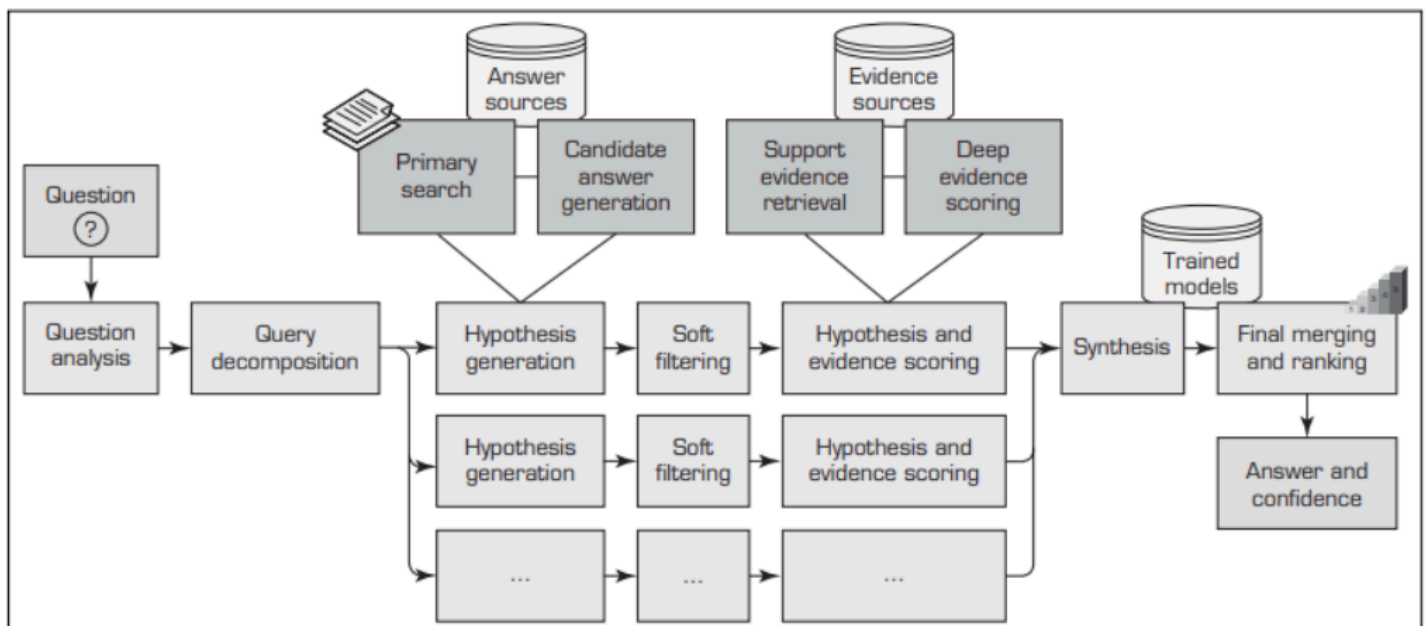 Answer
sources
Evidence
sources
Primary
search
Candidate
answer
generation
Support
evidence
retrieval
Deep
evidence
scoring
Question
?
Trained
models
Question
analysis
Query
decomposition
Hypothesis
generation
Soft
filtering
Hypothesis and
evidence scoring
Synthesis
Final merging
and ranking
Hypothesis
generation
Soft
filtering
Hypothesis and
evidence scoring
Answer and
confidence
...
...
...